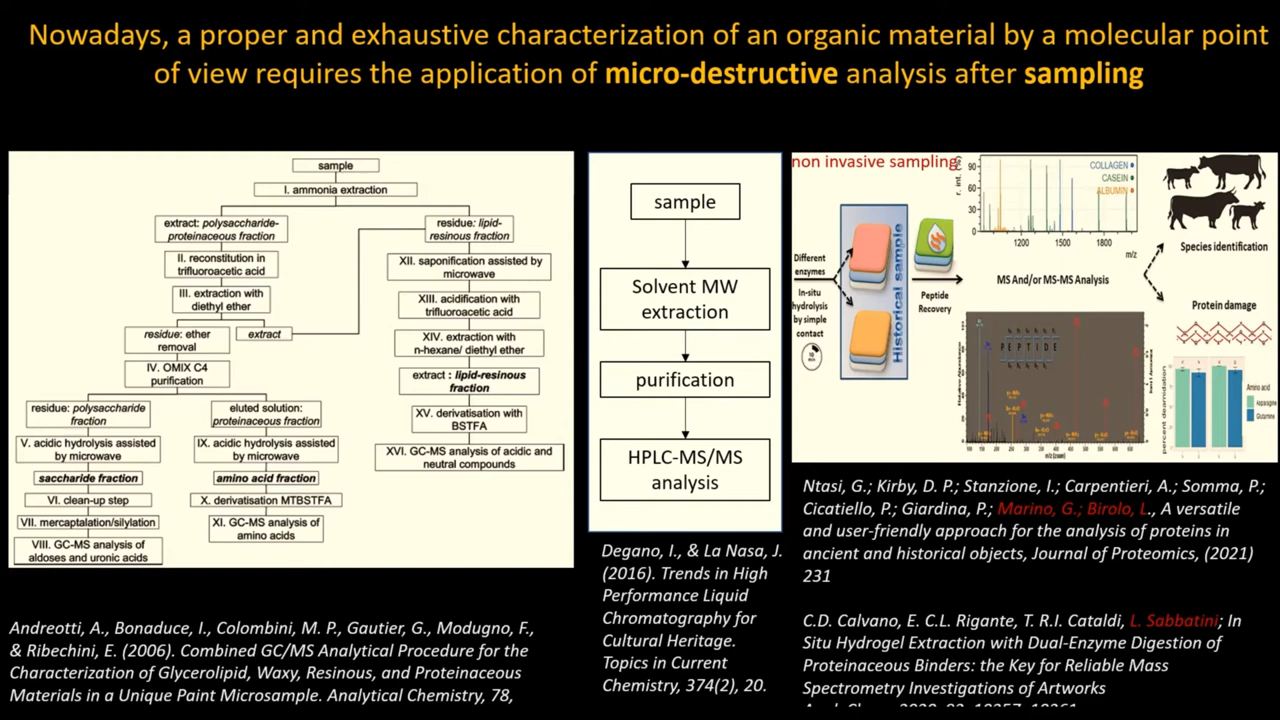 Nowadays, a proper and exhaustive characterization of an organic material by a molecular point
of view requires the application of micro-destructive analysis after sampling
sample
I. ammonia extraction
extract: polysaccharide-
proteinaceous fraction
residue: lipid-
resinous fraction
II. reconstitution in
trifluoroacetic acid
III. extraction with
diethyl ether
residue: ether
removal
extract
IV. OMIX C4
purification
residue: polysaccharide
fraction
eluted solution:
proteinaceous fraction
V. acidic hydrolysis assisted
by microwave
IX. acidic hydrolysis assisted
by microwave
saccharide fraction
amino acid fraction
VI. clean-up step
X. derivatisation MTBSTFA
VII. mercaptalation/silylation
XI. GC-MS analysis of
amino acids
VIII. GC-MS analysis of
aldoses and uronic acids
XII. saponification assisted by
microwave
XIII. acidification with
trifluoroacetic acid
XIV. extraction with
n-hexane/ diethyl ether
extract : lipid-resinous
fraction
XV. derivatisation with
BSTFA
XVI. GC-MS analysis of acidic and
neutral compounds
Andreotti, A., Bonaduce, I., Colombini, M. P., Gautier, G., Modugno, F.,
& Ribechini, E. (2006). Combined GC/MS Analytical Procedure for the
Characterization of Glycerolipid, Waxy, Resinous, and Proteinaceous
Materials in a Unique Paint Microsample. Analytical Chemistry, 78,
sample
Solvent MW
extraction
purification
HPLC-MS/MS
analysis
Degano, I., & La Nasa, J.
(2016). Trends in High
Performance Liquid
Chromatography for
Cultural Heritage.
Topics in Current
Chemistry, 374(2), 20.
non invasive sampling
Different
enzymes
In-situ
hydrolysis
by simple
contact
10
min
Historical sample
Peptide
Recovery
r. int. (%)
90
60
30
0
COLLAGEN
CASEIN
ALBUMIN
1200 1500 1800
m/z
MS And/or MS-MS Analysis
PEPTIDE
Species identification
Protein damage
percent deamidation
Amino acid
Asparagine
Glutamine
Ntasi, G.; Kirby, D. P.; Stanzione, I.; Carpentieri, A.; Somma, P.;
Cicatiello, P.; Giardina, P.; Marino, G.; Birolo, L., A versatile
and user-friendly approach for the analysis of proteins in
ancient and historical objects, Journal of Proteomics, (2021)
231
C.D. Calvano, E. C.L. Rigante, T. R.I. Cataldi, L. Sabbatini; In
Situ Hydrogel Extraction with Dual-Enzyme Digestion of
Proteinaceous Binders: the Key for Reliable Mass
Spectrometry Investigations of Artworks